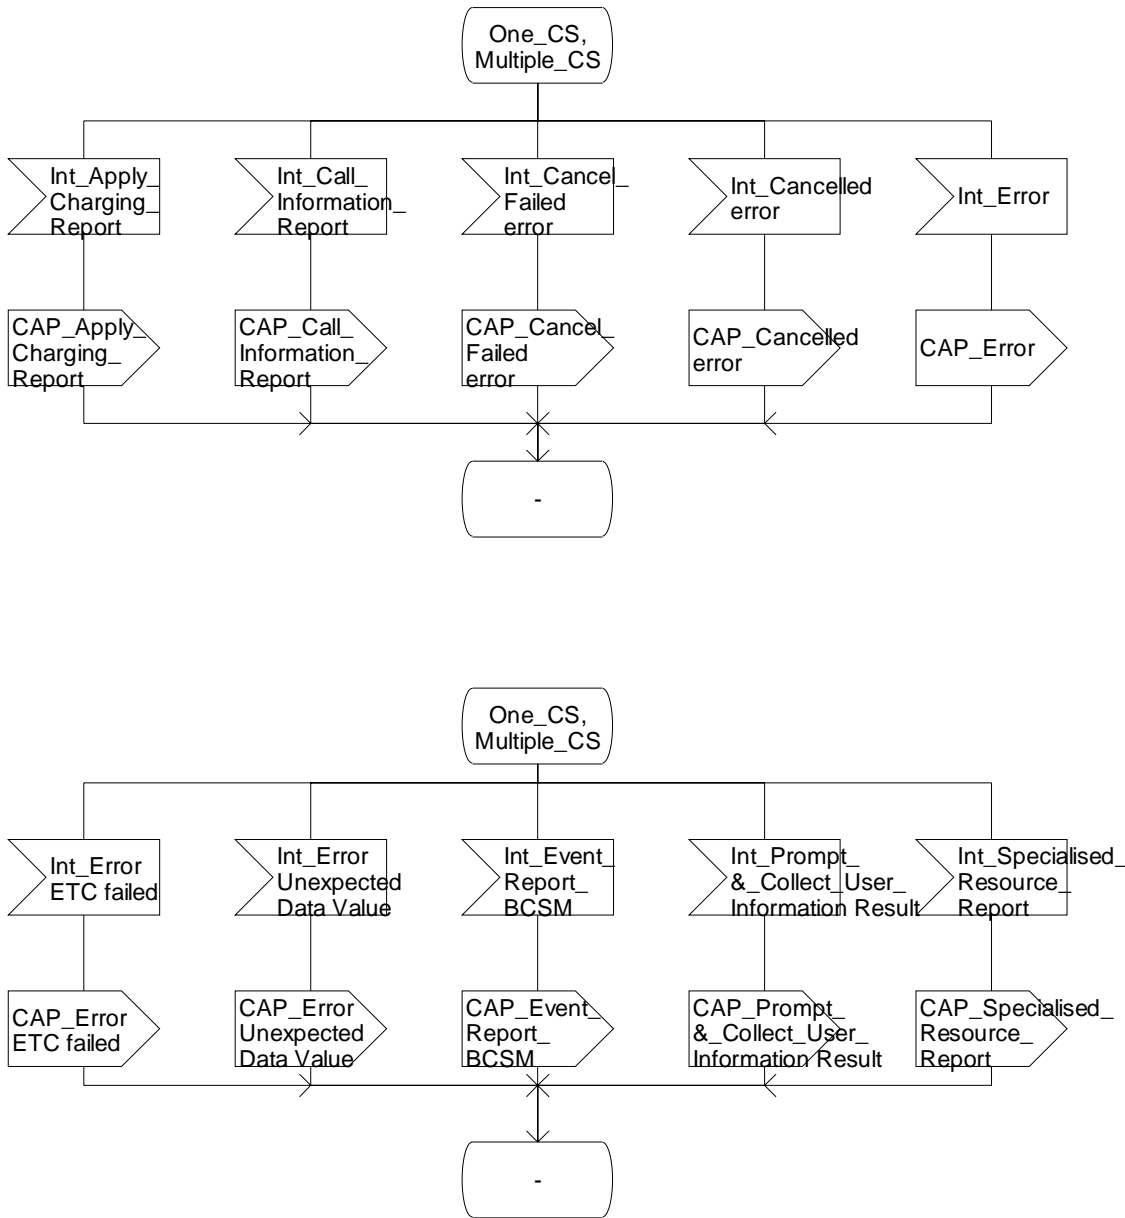 One_CS,
Multiple_CS
Int_Apply_
Charging_
Report
Int_Call_
Information_
Report
Int_Cancel_
Failed
error
Int_Cancelled
error
Int_Error
CAP_Apply_
Charging_
Report
CAP_Call_
Information_
Report
CAP_Cancel_
Failed
error
CAP_Cancelled
error
CAP_Error
-
One_CS,
Multiple_CS
Int_Error
ETC failed
Int_Error
Unexpected
Data Value
Int_Event_
Report_
BCSM
Int_Prompt_
&_Collect_User_
Information Result
Int_Specialised_
Resource_
Report
CAP_Error
ETC failed
CAP_Error
Unexpected
Data Value
CAP_Event_
Report_
BCSM
CAP_Prompt_
&_Collect_User_
Information Result
CAP_Specialised_
Resource_
Report
-